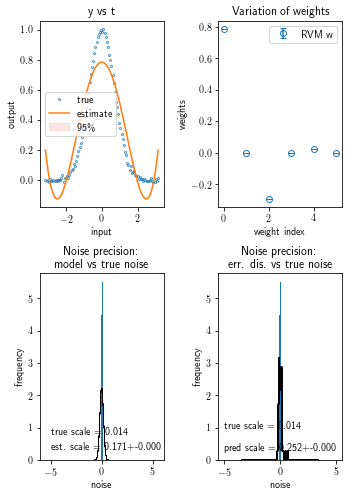 y vs t
output
1.0
0.8
0.6
0.4
0.2
0.0
true
estimate
95%
−2
0
2
input
Variation of weights
weights
0.8
0.6
0.4
0.2
0.0
−0.2
RVM w
0
2
4
weight index
Noise precision:
model vs true noise
frequency
5
4
3
2
1
0
true scale = 0.014
est. scale = 0.171+-0.000
−5
0
5
noise
Noise precision:
err. dis. vs true noise
frequency
5
4
3
2
1
0
true scale = 0.014
pred scale = 0.252+-0.000
−5
0
5
noise